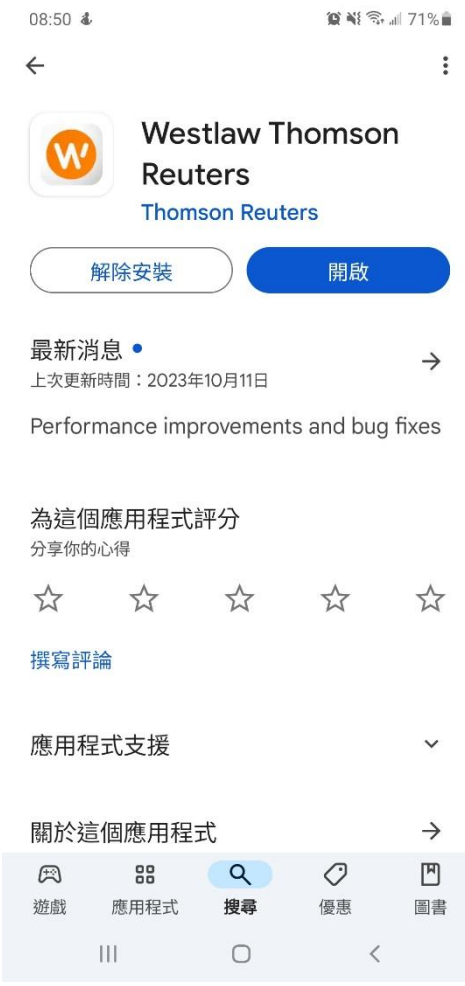 08:50
71%
Westlaw Thomson
Reuters
Thomson Reuters
解除安裝
開啟
最新消息
上次更新時間：2023年10月11日
Performance improvements and bug fixes
為這個應用程式評分
分享你的心得
撰寫評論
應用程式支援
關於這個應用程式
遊戲
應用程式
搜尋
優惠
圖書